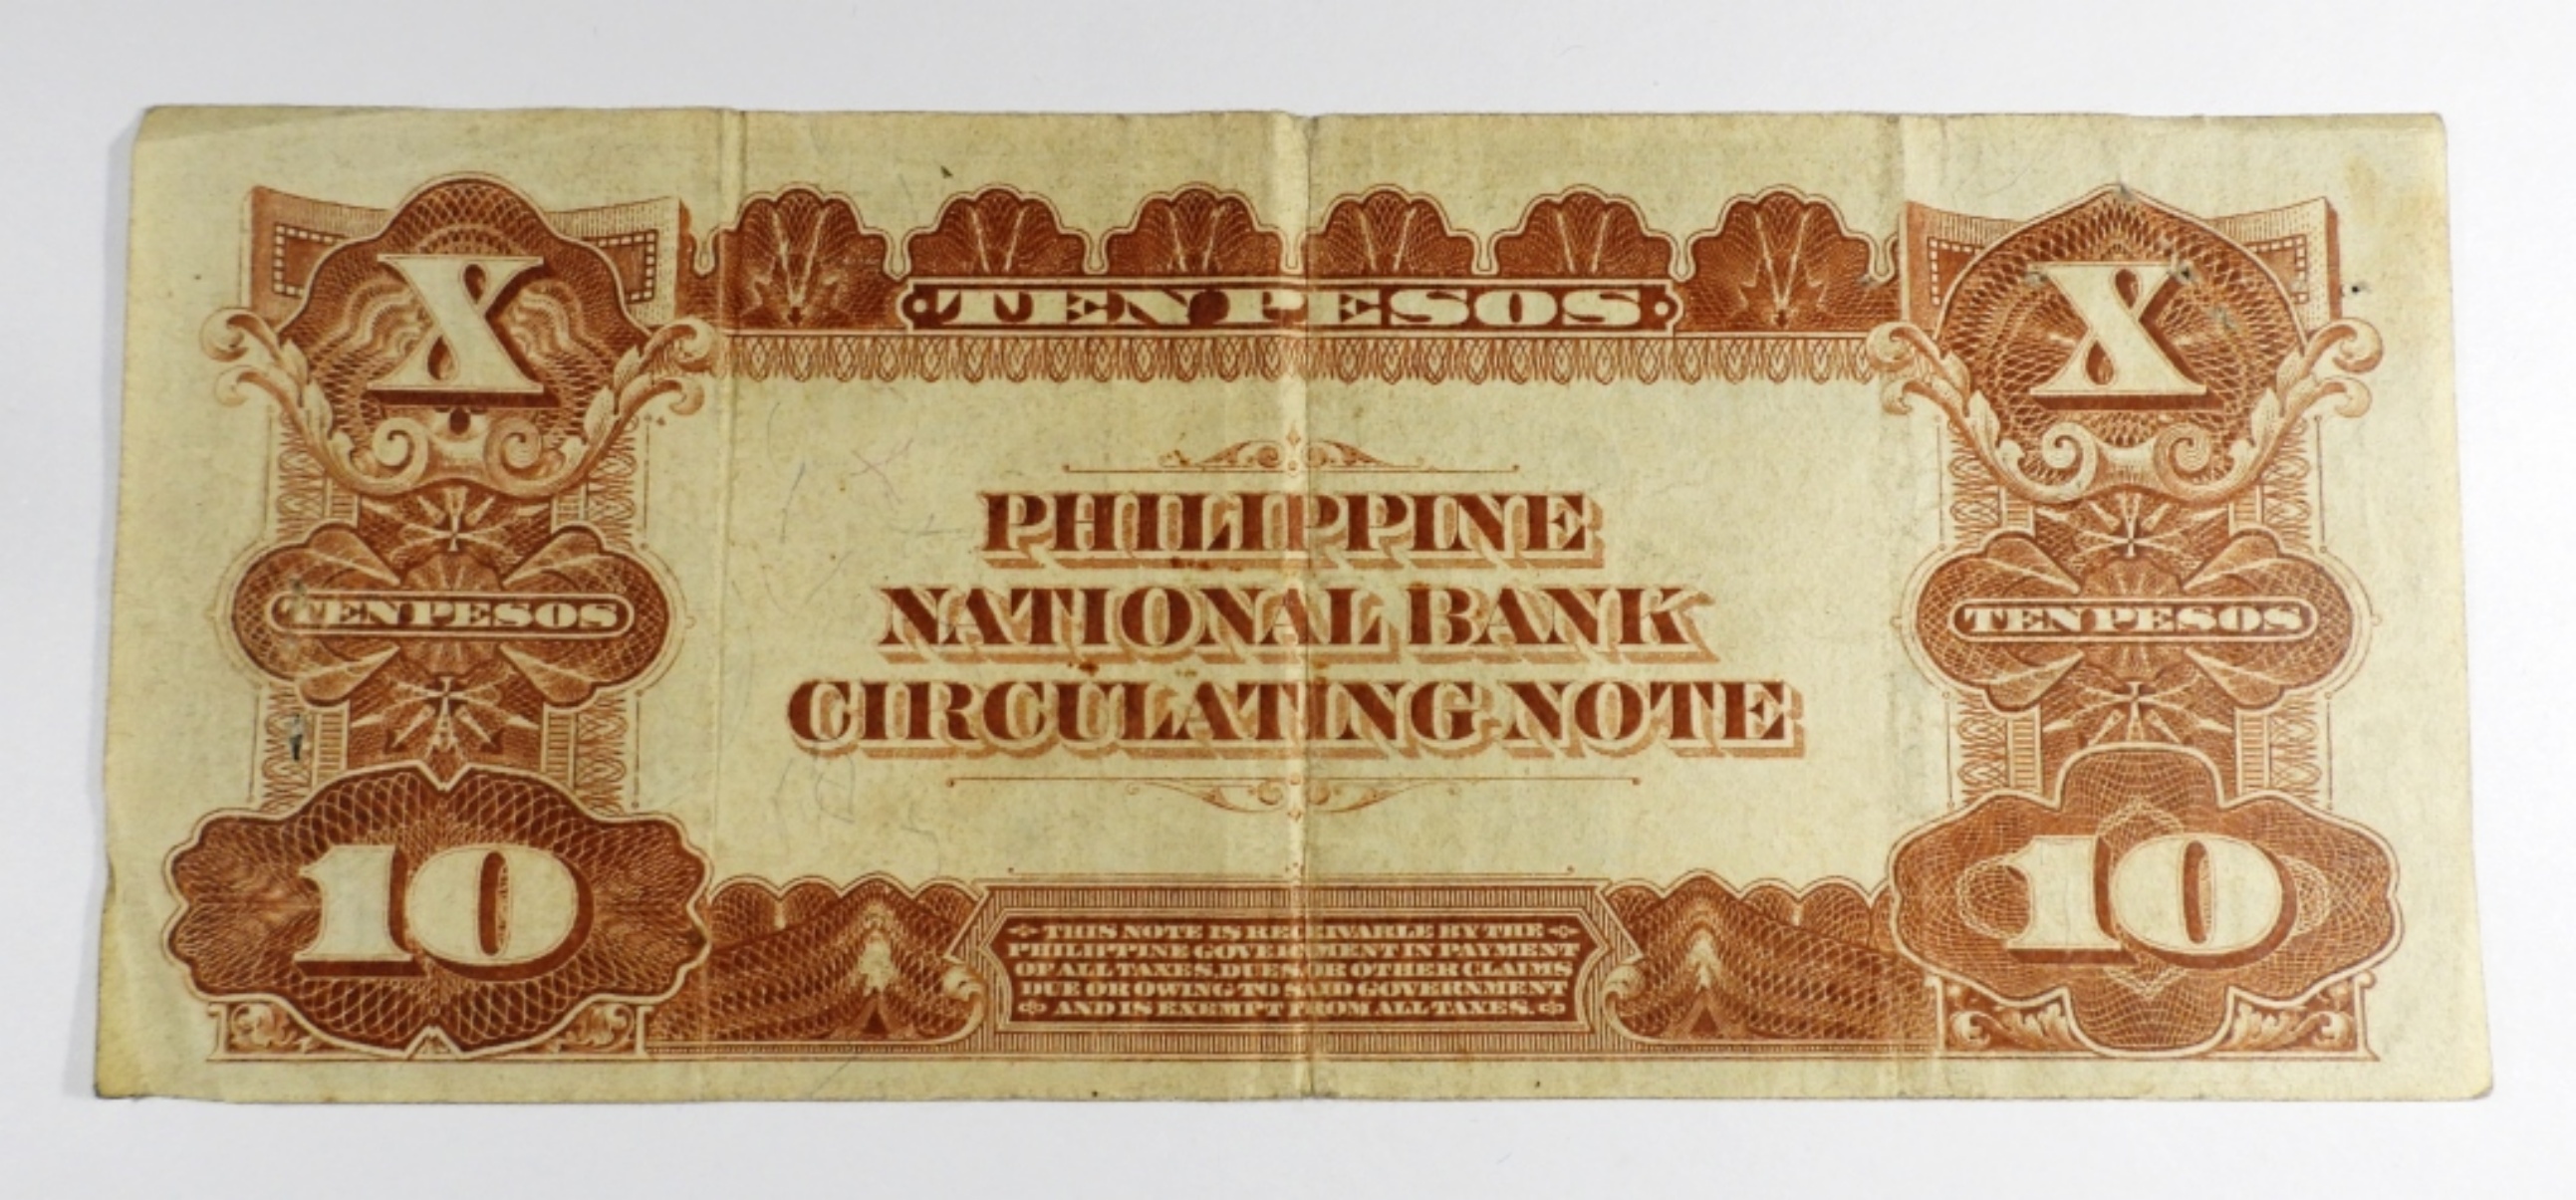 X
TEN PESOS
X
PHILIPPINE
NATIONAL BANK
CIRCULATING NOTE
TEN PESOS
TEN PESOS
10
10
THIS NOTE IS RECEIVABLE BY THE
PHILIPPINE GOVERNMENT IN PAYMENT
OF ALL TAXES, DUES OR OTHER CLAIMS
DUE OR OWING TO SAID GOVERNMENT
AND IS EXEMPT FROM ALL TAXES.